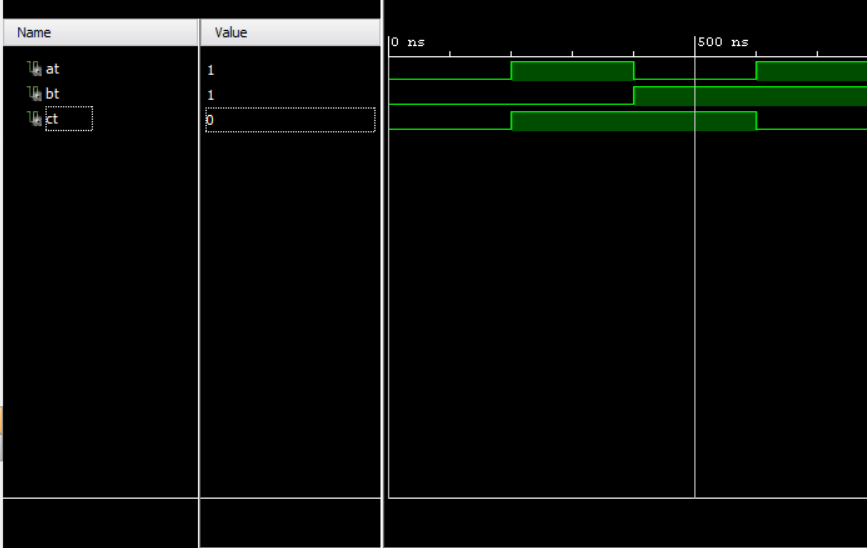 Name Value
0 ns 500 ns
at 1
bt 1
ct 0